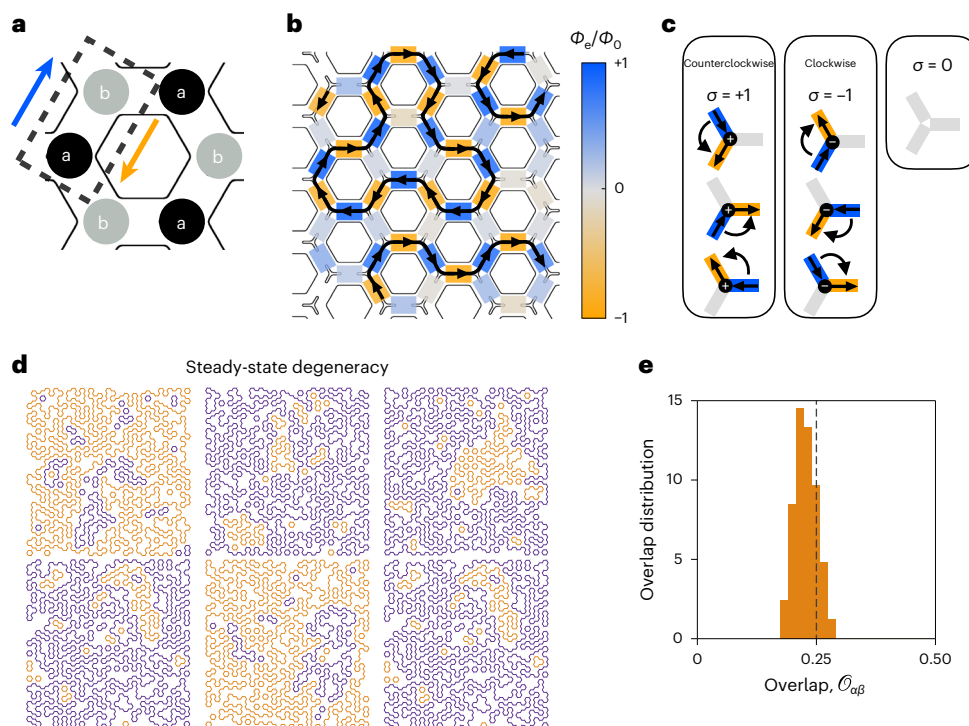 a
b
a
a
b
b
a
b
Φe/Φ0
+1
0
–1
c
Counterclockwise
σ = +1
+
+
+
Clockwise
σ = –1
–
–
–
σ = 0
d
Steady-state degeneracy
e
Overlap distribution
15
10
5
0
0
0.25
0.50
Overlap, 𝒪αβ